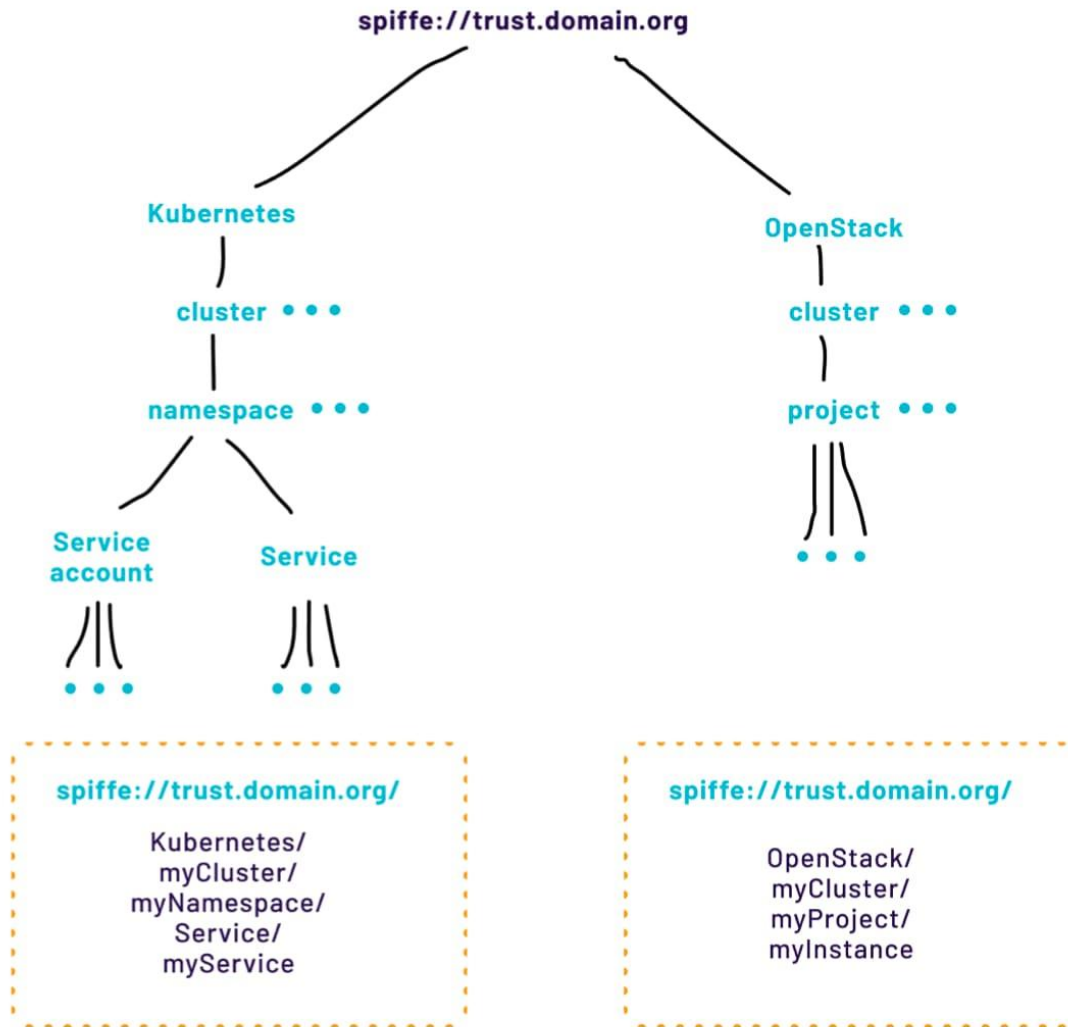 spiffe://trust.domain.org
Kubernetes
OpenStack
cluster •••
cluster •••
namespace •••
project •••
Service
account
Service
•••
•••
•••
spiffe://trust.domain.org/
Kubernetes/
myCluster/
myNamespace/
Service/
myService
spiffe://trust.domain.org/
OpenStack/
myCluster/
myProject/
myInstance